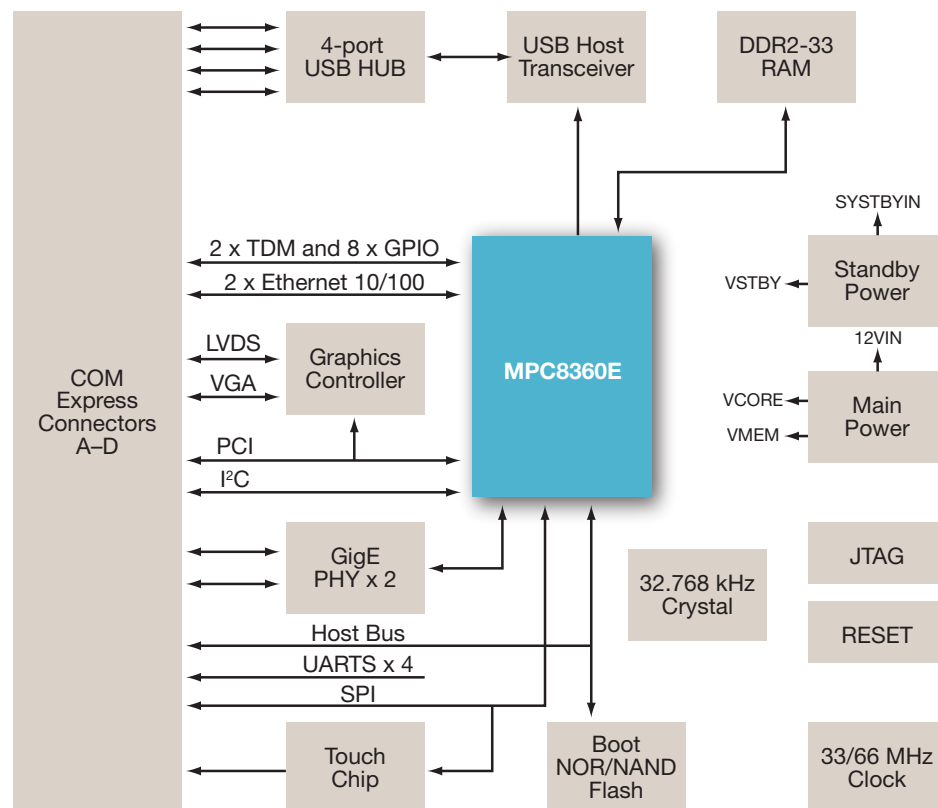 4-port
USB HUB
USB Host
Transceiver
DDR2-33
RAM
SYSTBYIN
2 x TDM and 8 x GPIO
2 x Ethernet 10/100
VSTBY
Standby
Power
12VIN
COM
Express
Connectors
A–D
LVDS
VGA
Graphics
Controller
MPC8360E
VCORE
VMEM
Main
Power
PCI
I²C
GigE
PHY x 2
32.768 kHz
Crystal
JTAG
RESET
Host Bus
UARTS x 4
SPI
Touch
Chip
Boot
NOR/NAND
Flash
33/66 MHz
Clock